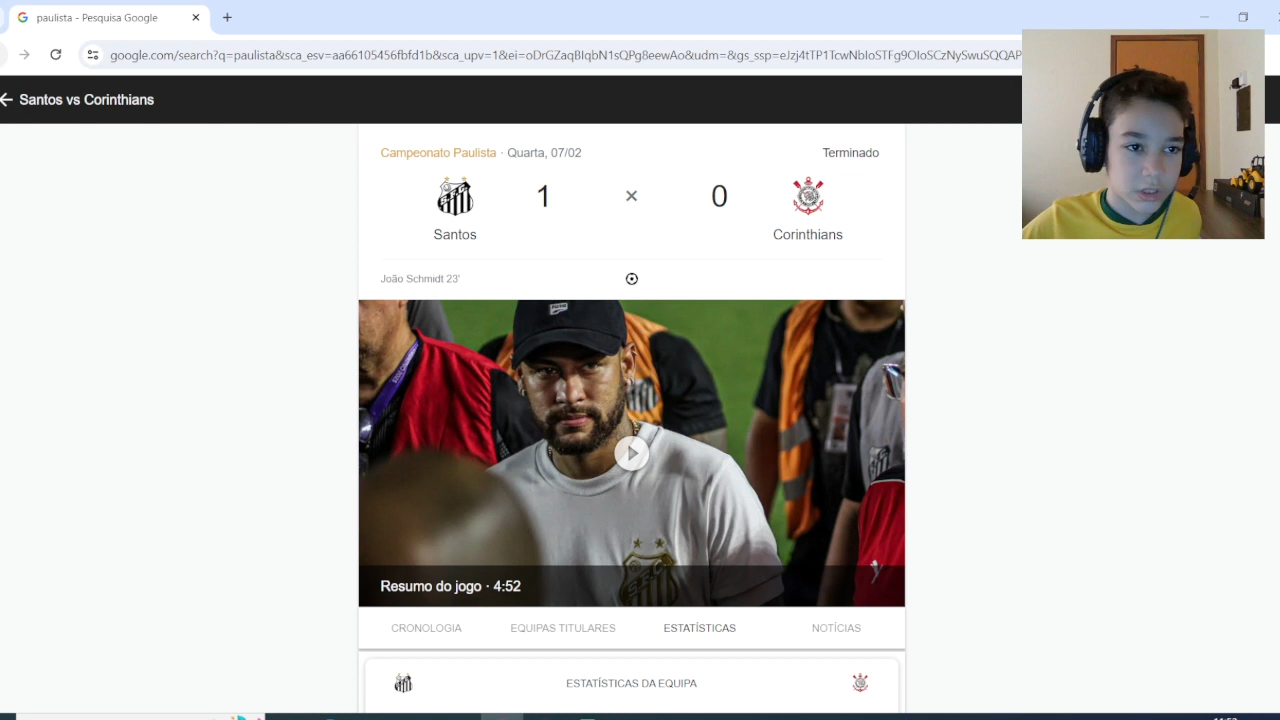 paulista - Pesquisa Google
google.com/search?q=paulista&sca_esv=aa66105456fbfd1b&sca_upv=1&ei=oDrGZaqBIqbN1sQPg8eewAo&udm=&gs_ssp=eJzj4tTP1TcwNbIoSTFg9OIoSCzNySwuSQQAP
Santos vs Corinthians
Campeonato Paulista · Quarta, 07/02
Terminado
1 × 0
Santos
Corinthians
João Schmidt 23'
Resumo do jogo · 4:52
CRONOLOGIA
EQUIPAS TITULARES
ESTATÍSTICAS
NOTÍCIAS
ESTATÍSTICAS DA EQUIPA